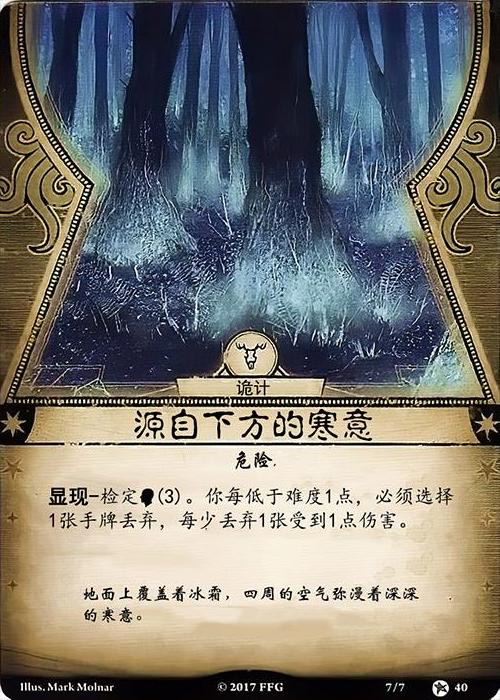 诡计
源自下方的寒意
危险.
显现–检定(3)。你每低于难度1点，必须选择
1张手牌丢弃，每少丢弃1张受到1点伤害。
地面上覆盖着冰霜，四周的空气弥漫着深深
的寒意。
Illus. Mark Molnar © 2017 FFG 7/7 40